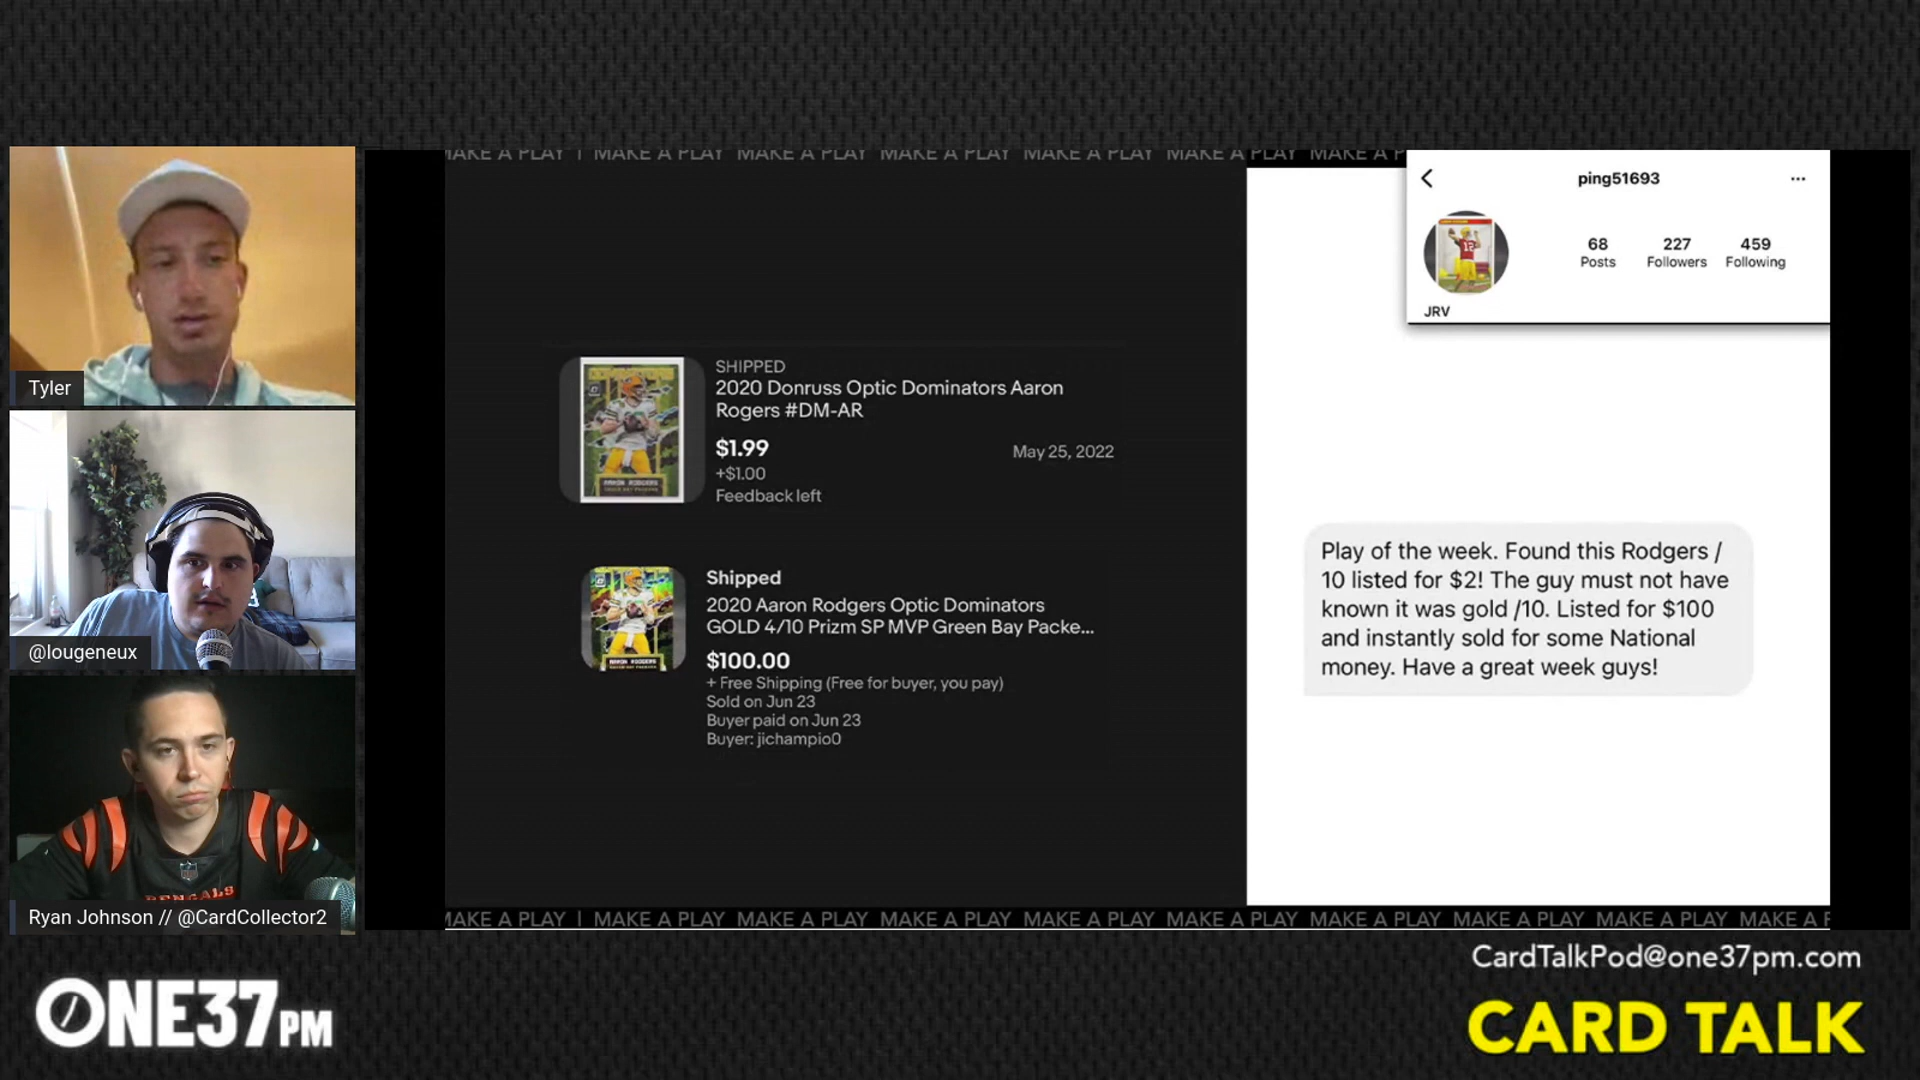 MAKE A PLAY | MAKE A PLAY MAKE A PLAY MAKE A PLAY MAKE A PLAY MAKE A PLAY MAKE A P
ping51693
68
Posts
227
Followers
459
Following
JRV
Tyler
SHIPPED
2020 Donruss Optic Dominators Aaron
Rogers #DM-AR
$1.99
May 25, 2022
+$1.00
Feedback left
Shipped
2020 Aaron Rodgers Optic Dominators
GOLD 4/10 Prizm SP MVP Green Bay Packe...
$100.00
+ Free Shipping (Free for buyer, you pay)
Sold on Jun 23
Buyer paid on Jun 23
Buyer: jichampio0
Play of the week. Found this Rodgers /
10 listed for $2! The guy must not have
known it was gold /10. Listed for $100
and instantly sold for some National
money. Have a great week guys!
@lougeneux
BENGALS
Ryan Johnson // @CardCollector2
MAKE A PLAY | MAKE A PLAY MAKE A PLAY MAKE A PLAY MAKE A PLAY MAKE A PLAY MAKE A PLAY MAKE A PLAY MAKE A PLAY MAKE A P
CardTalkPod@one37pm.com
ONE37PM
CARD TALK